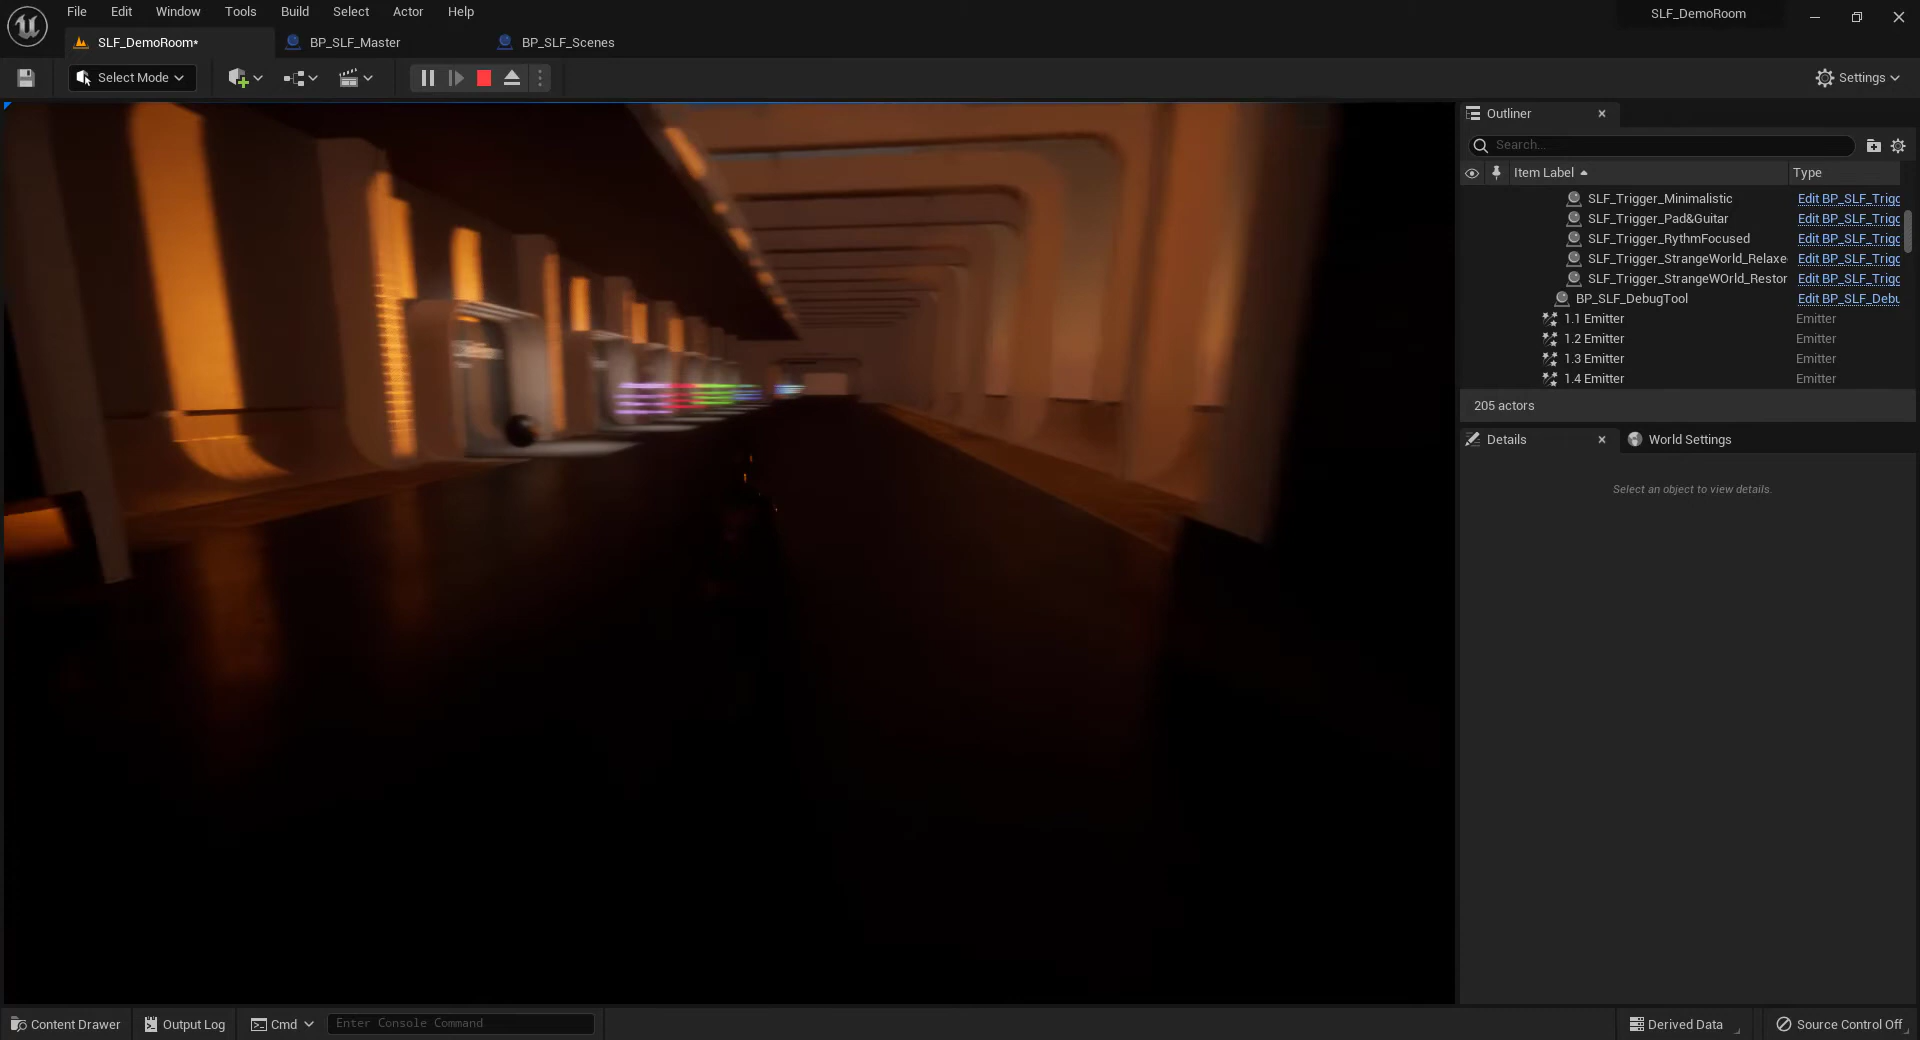 File Edit Window Tools Build Select Actor Help
SLF_DemoRoom
SLF_DemoRoom*
BP_SLF_Master
BP_SLF_Scenes
Select Mode
Settings
Outliner
Search...
Item Label
Type
SLF_Trigger_Minimalistic Edit BP_SLF_Trigg
SLF_Trigger_Pad&Guitar Edit BP_SLF_Trigg
SLF_Trigger_RythmFocused Edit BP_SLF_Trigg
SLF_Trigger_StrangeWorld_Relaxe Edit BP_SLF_Trigg
SLF_Trigger_StrangeWOrld_Restor Edit BP_SLF_Trigg
BP_SLF_DebugTool Edit BP_SLF_Debu
1.1 Emitter Emitter
1.2 Emitter Emitter
1.3 Emitter Emitter
1.4 Emitter Emitter
205 actors
Details
World Settings
Select an object to view details.
Content Drawer
Output Log
Cmd
Enter Console Command
Derived Data
Source Control Off